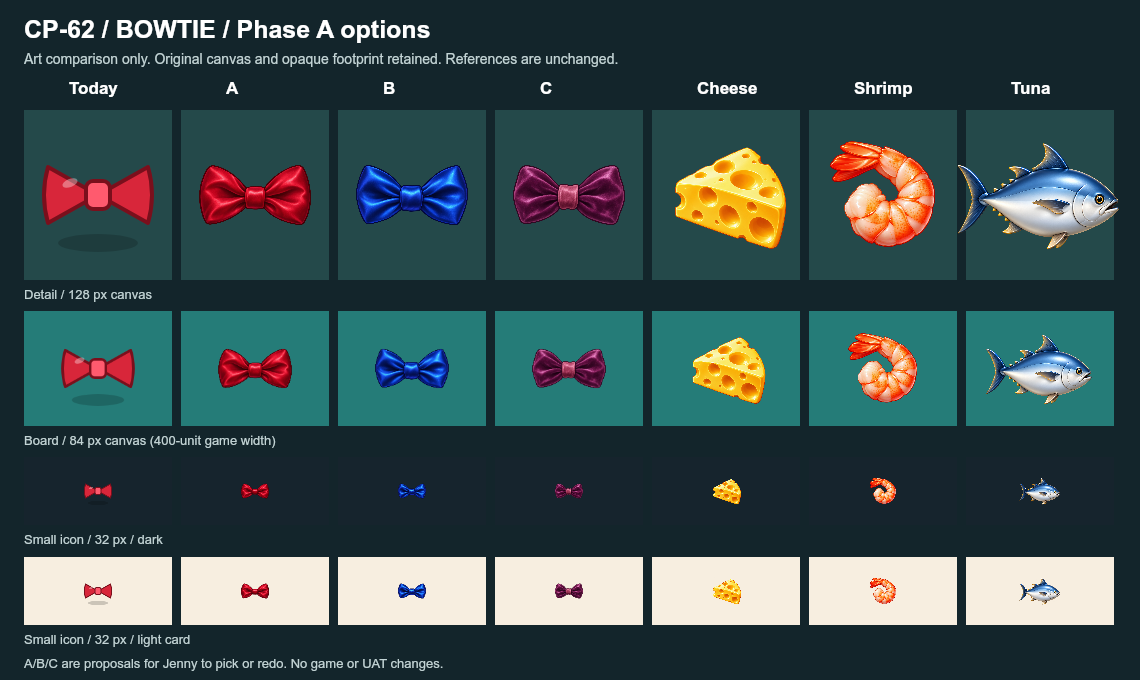 CP-62 / BOWTIE / Phase A options
Art comparison only. Original canvas and opaque footprint retained. References are unchanged.
Today A B C Cheese Shrimp Tuna
Detail / 128 px canvas
Board / 84 px canvas (400-unit game width)
Small icon / 32 px / dark
Small icon / 32 px / light card
A/B/C are proposals for Jenny to pick or redo. No game or UAT changes.